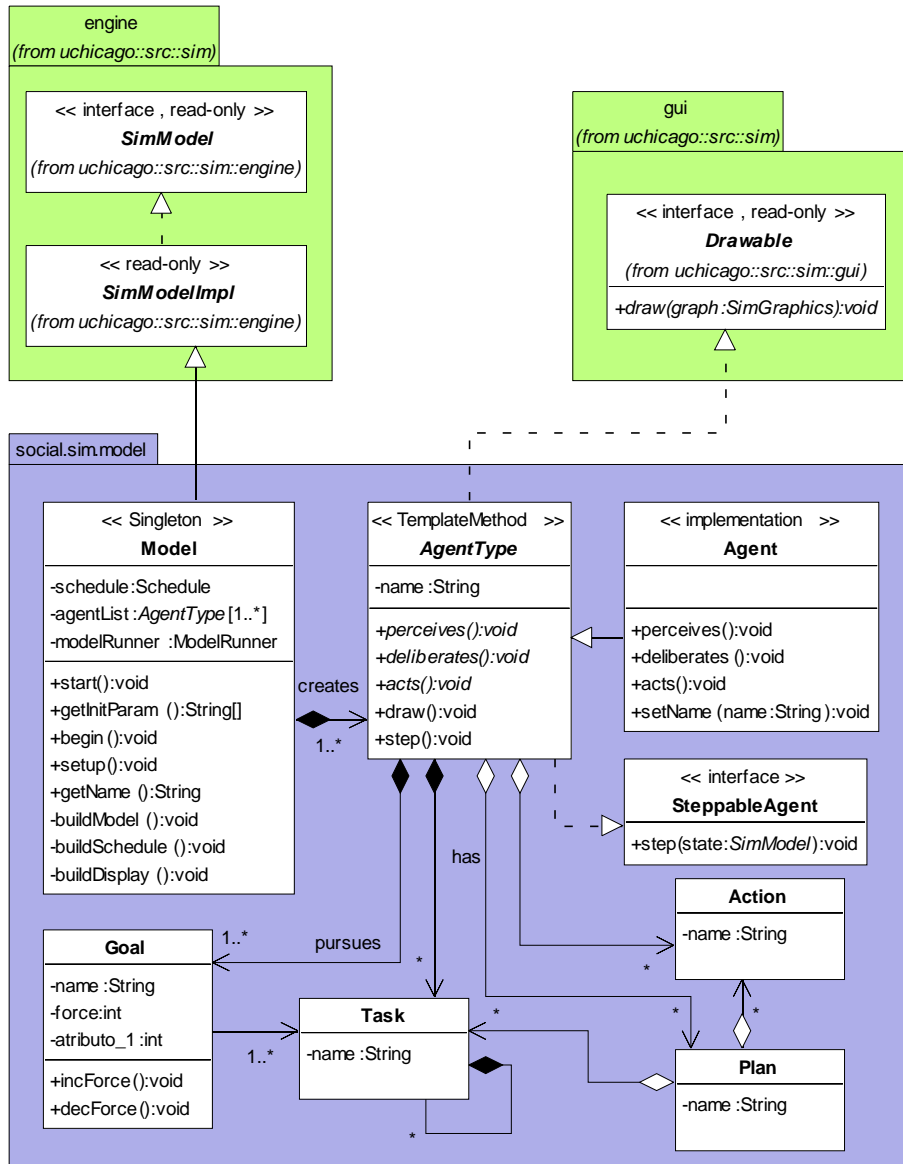 engine
(from uchicago::src::sim)
<< interface , read-only >>
SimModel
(from uchicago::src::sim::engine)
<< read-only >>
SimModelImpl
(from uchicago::src::sim::engine)
gui
(from uchicago::src::sim)
<< interface , read-only >>
Drawable
(from uchicago::src::sim::gui)
+draw(graph:SimGraphics):void
social.sim.model
<< Singleton >>
Model
-schedule:Schedule
-agentList:AgentType[1..*]
-modelRunner :ModelRunner
+start():void
+getInitParam ():String[]
+begin():void
+setup():void
+getName ():String
-buildModel ():void
-buildSchedule ():void
-buildDisplay ():void
creates
1..*
<< TemplateMethod >>
AgentType
-name:String
+perceives():void
+deliberates():void
+acts():void
+draw():void
+step():void
<< implementation >>
Agent
+perceives():void
+deliberates ():void
+acts():void
+setName (name:String):void
<< interface >>
SteppableAgent
+step(state:SimModel):void
has
pursues
1..*
*
*
*
Goal
-name:String
-force:int
-atributo_1:int
+incForce():void
+decForce():void
1..*
Task
-name:String
*
*
Action
-name:String
*
Plan
-name:String